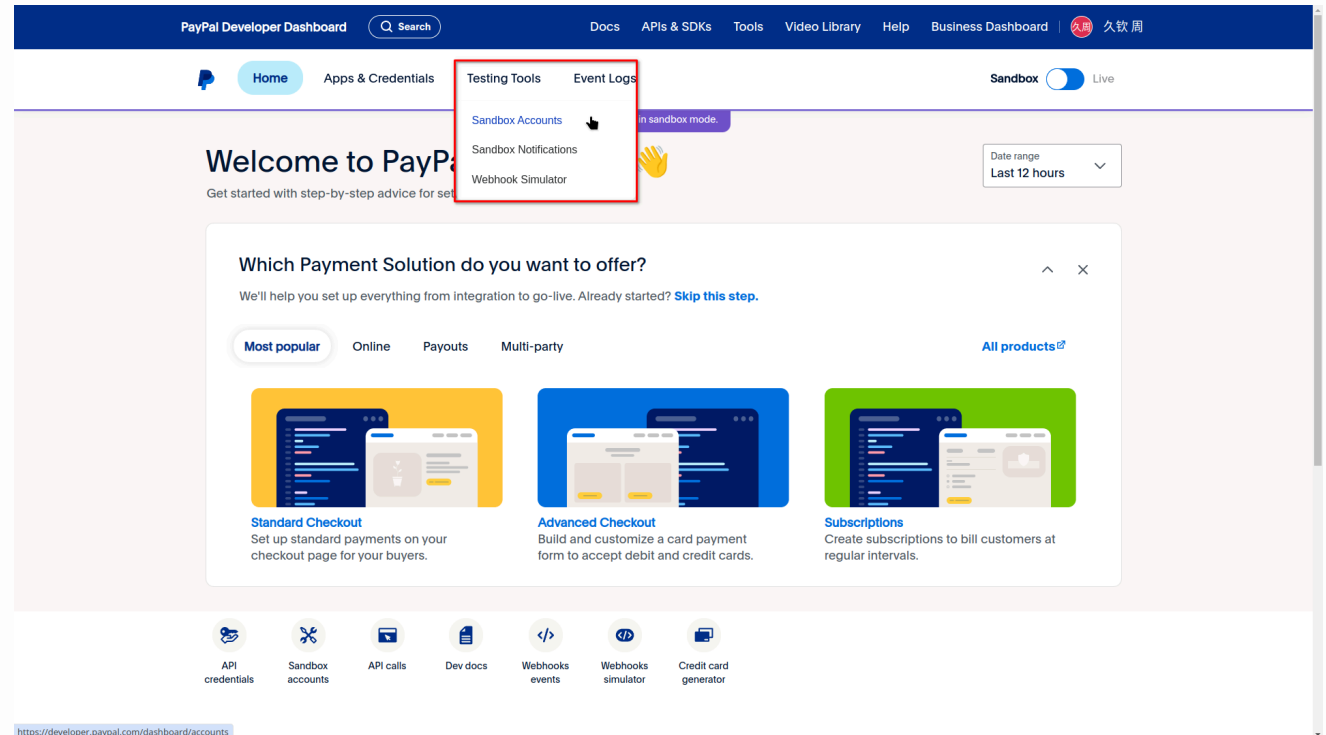 PayPal Developer Dashboard
Search
Docs
APIs & SDKs
Tools
Video Library
Help
Business Dashboard
久周
久钦 周
Home
Apps & Credentials
Testing Tools
Event Logs
Sandbox
Live
Sandbox Accounts
in sandbox mode.
Sandbox Notifications
Webhook Simulator
Welcome to PayPa
Get started with step-by-step advice for set
Date range
Last 12 hours
Which Payment Solution do you want to offer?
We'll help you set up everything from integration to go-live. Already started? Skip this step.
Most popular
Online
Payouts
Multi-party
All products
Standard Checkout
Set up standard payments on your
checkout page for your buyers.
Advanced Checkout
Build and customize a card payment
form to accept debit and credit cards.
Subscriptions
Create subscriptions to bill customers at
regular intervals.
API
credentials
Sandbox
accounts
API calls
Dev docs
Webhooks
events
Webhooks
simulator
Credit card
generator
https://developer.paypal.com/dashboard/accounts